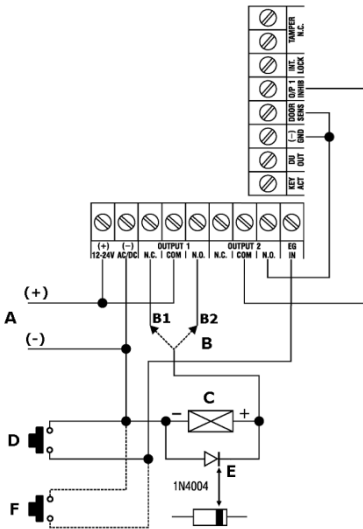 TAMPER N.C.
INT. LOCK
O/P 1 INHIB
DOOR SENS
(-) GND
DU OUT
KEY ACT
(+) (-) OUTPUT 1 OUTPUT 2 EG
12-24V AC/DC N.C. COM N.O. N.C. COM N.O. IN
(+)
A B1 B2
B
(-)
C
- +
D
E
1N4004
F